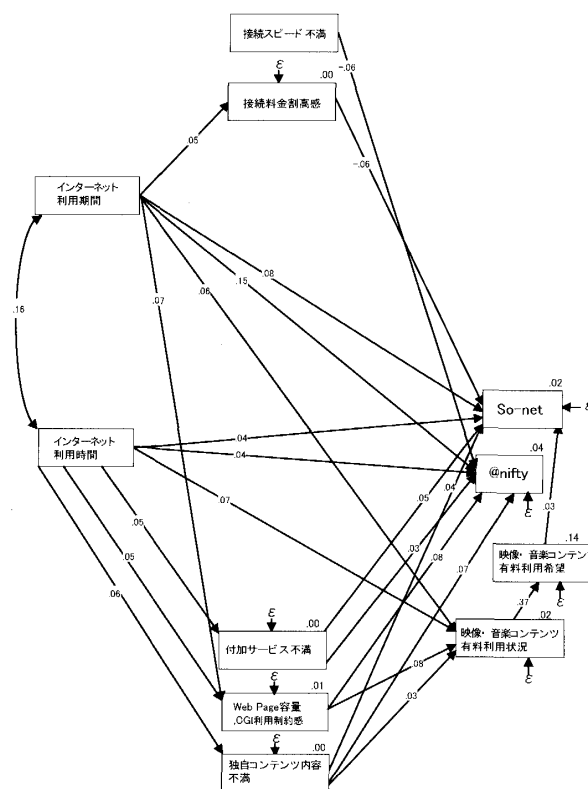 接続スピード不満
-.06
ε
.00
接続料金割高感
-.06
.05
インターネット
利用期間
.08
.15
.06
.07
.16
.02
So-net
ε
インターネット
利用時間
.04
.04
.04
@nifty
ε
.04
.05
.03
.07
.05
.03
.08
.07
.14
映像・音楽コンテンツ
有料利用希望
ε
.05
.06
.37
.02
映像・音楽コンテンツ
有料利用状況
ε
ε
.00
付加サービス不満
.08
.03
ε
.01
Web Page容量
.CGI利用制約感
ε
.00
独自コンテンツ内容
不満